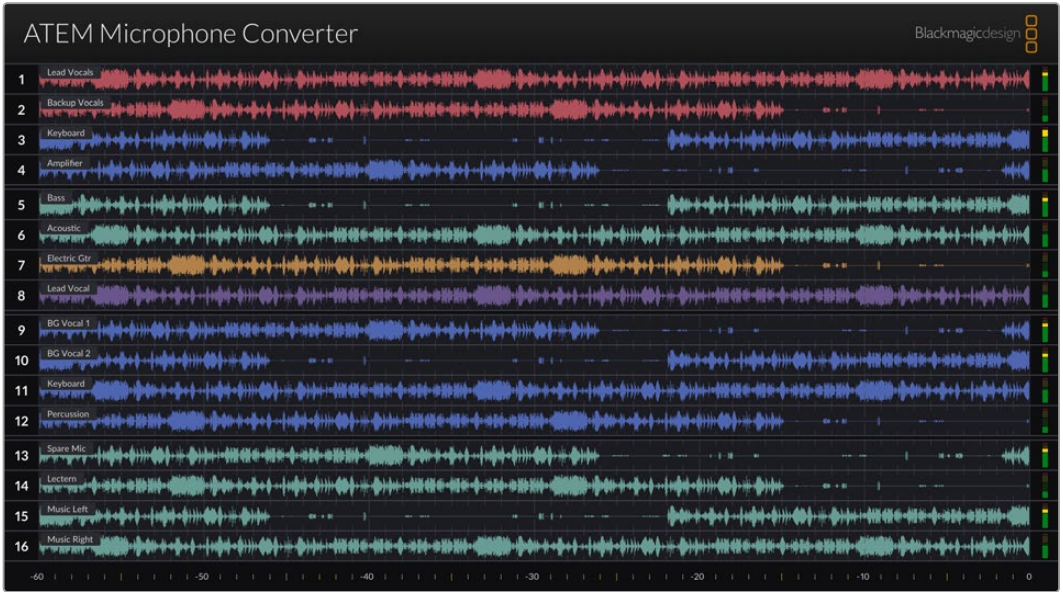 ATEM Microphone Converter
Blackmagicdesign
1 Lead Vocals
2 Backup Vocals
3 Keyboard
4 Amplifier
5 Bass
6 Acoustic
7 Electric Gtr
8 Lead Vocal
9 BG Vocal 1
10 BG Vocal 2
11 Keyboard
12 Percussion
13 Spare Mic
14 Lectern
15 Music Left
16 Music Right
-60 -50 -40 -30 -20 -10 0